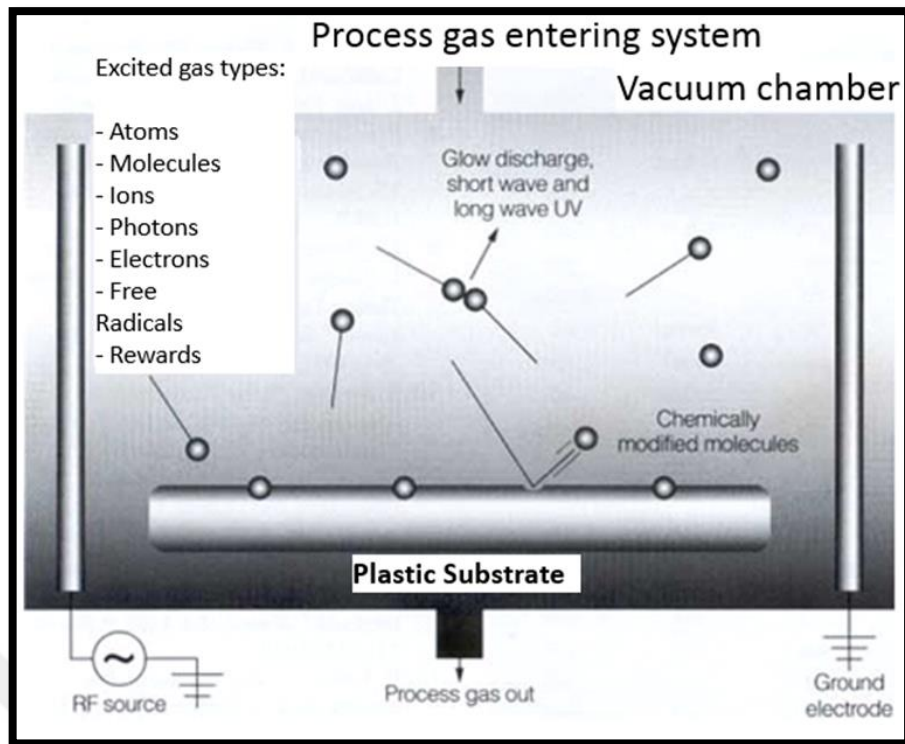 Process gas entering system
Excited gas types:
Vacuum chamber
- Atoms
- Molecules
- Ions
- Photons
- Electrons
- Free
Radicals
- Rewards
Glow discharge,
short wave and
long wave UV
Chemically
modified molecules
Plastic Substrate
~
RF source
Process gas out
Ground
electrode